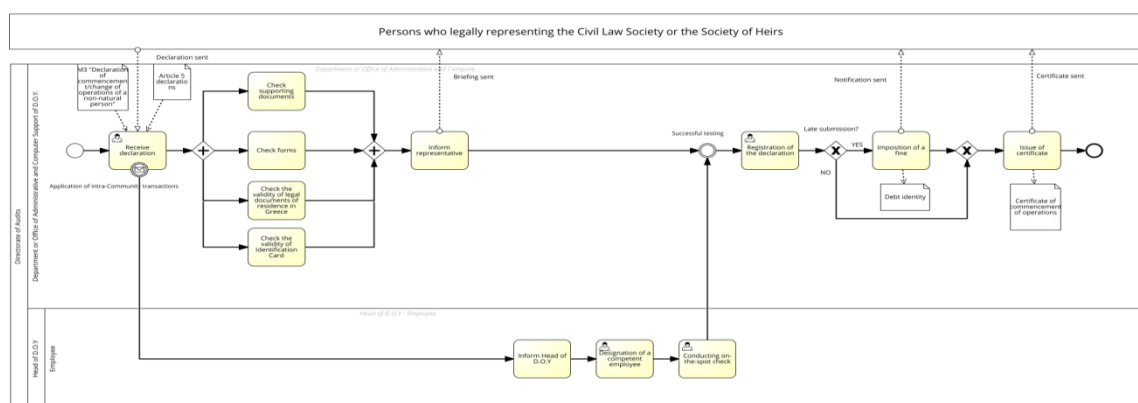 Persons who legally representing the Civil Law Society or the Society of Heirs
Declaration sent
Briefing sent
Notification sent
Certificate sent
Directorate of Audits
Department or Office of Administrative and Computer Support of D.O.Y.
Department or Office of Administrative and Compute...
M3 "Declaration
of
commencemen
t/change of
operations of a
non-natural
person"
Article 5
declaratio
ns
Receive
declaration
Application of Intra-Community transactions
Check
supporting
documents
Check forms
Check the
validity of legal
documents of
residence in
Greece
Check the
validity of
Identification
Card
Inform
representative
Successful testing
Registration of
the declaration
Late submission?
YES
NO
Imposition of a
fine
Debt identity
Issue of
certificate
Certificate of
commencement
of operations
Head of D.O.Y
Employee
Head of D.O.Y - Employee
Inform Head of
D.O.Y
Designation of a
competent
employee
Conducting on-
the-spot check